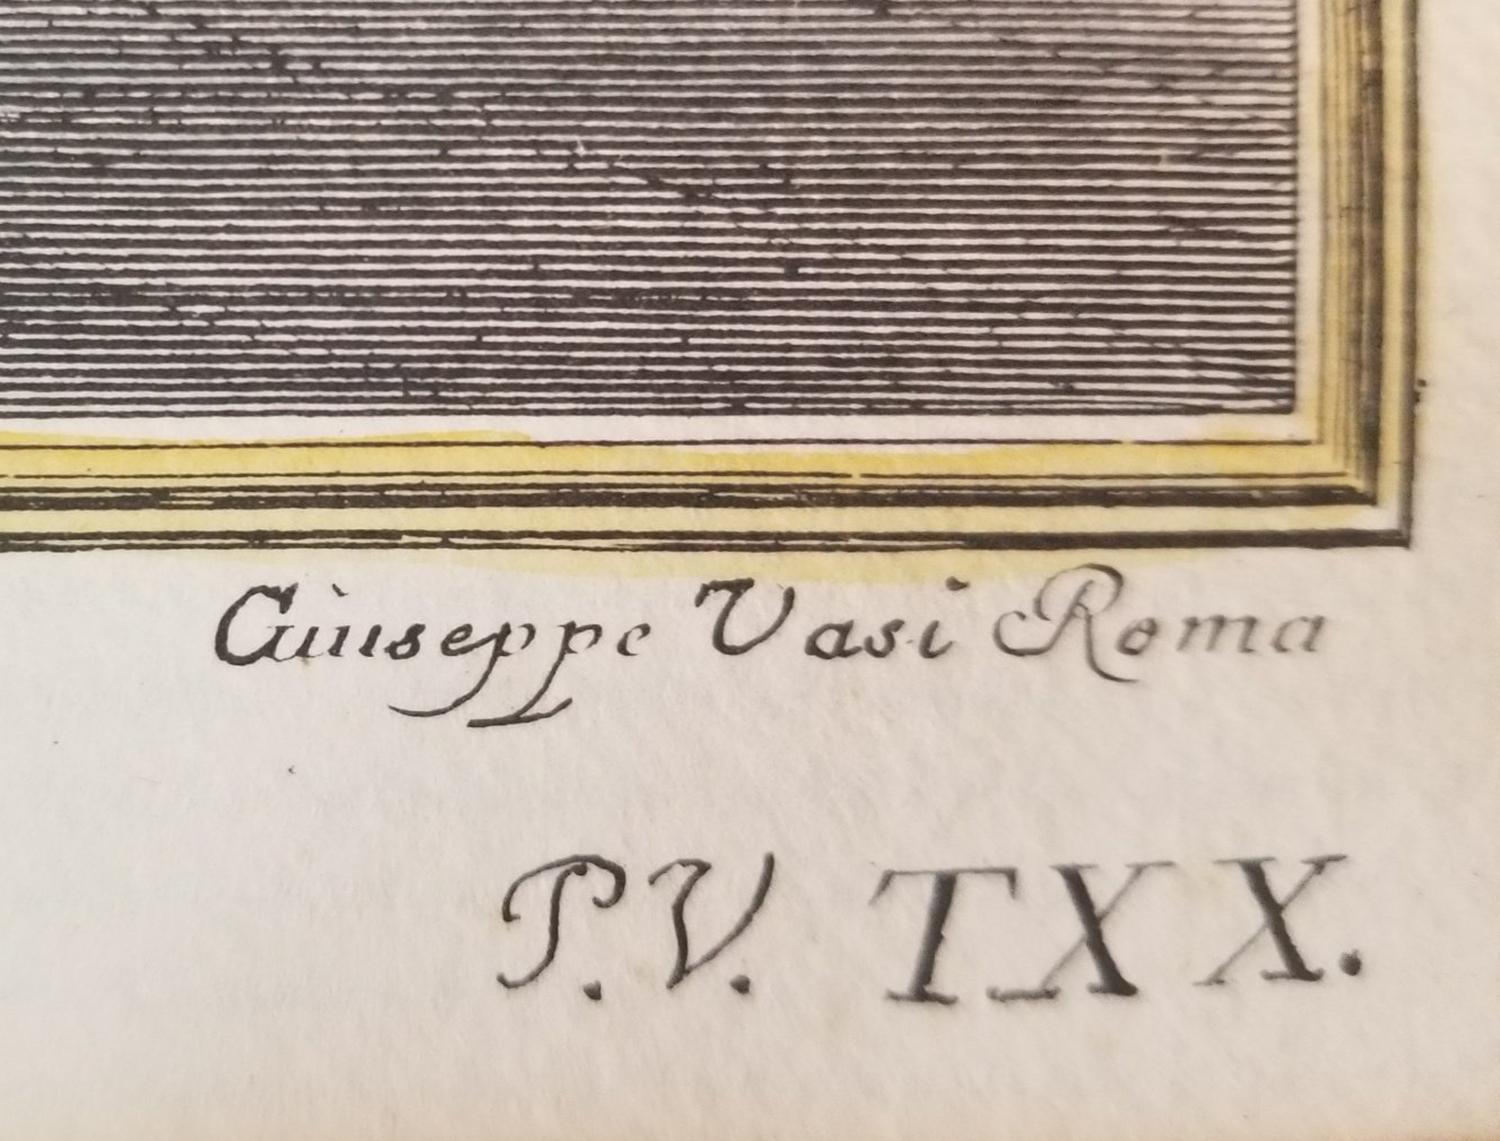 Giuseppe Vasi Roma
P.V. TXX.